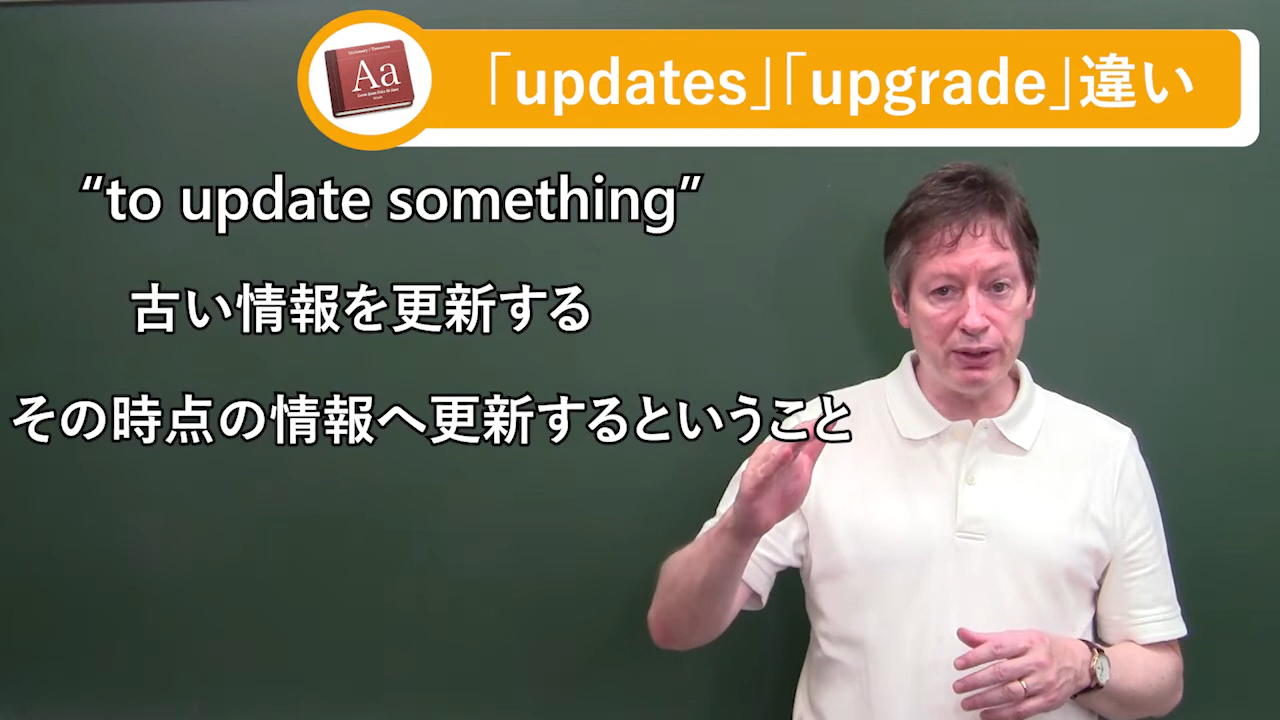 「updates」「upgrade」違い
Aa
“to update something”
古い情報を更新する
その時点の情報へ更新するということ